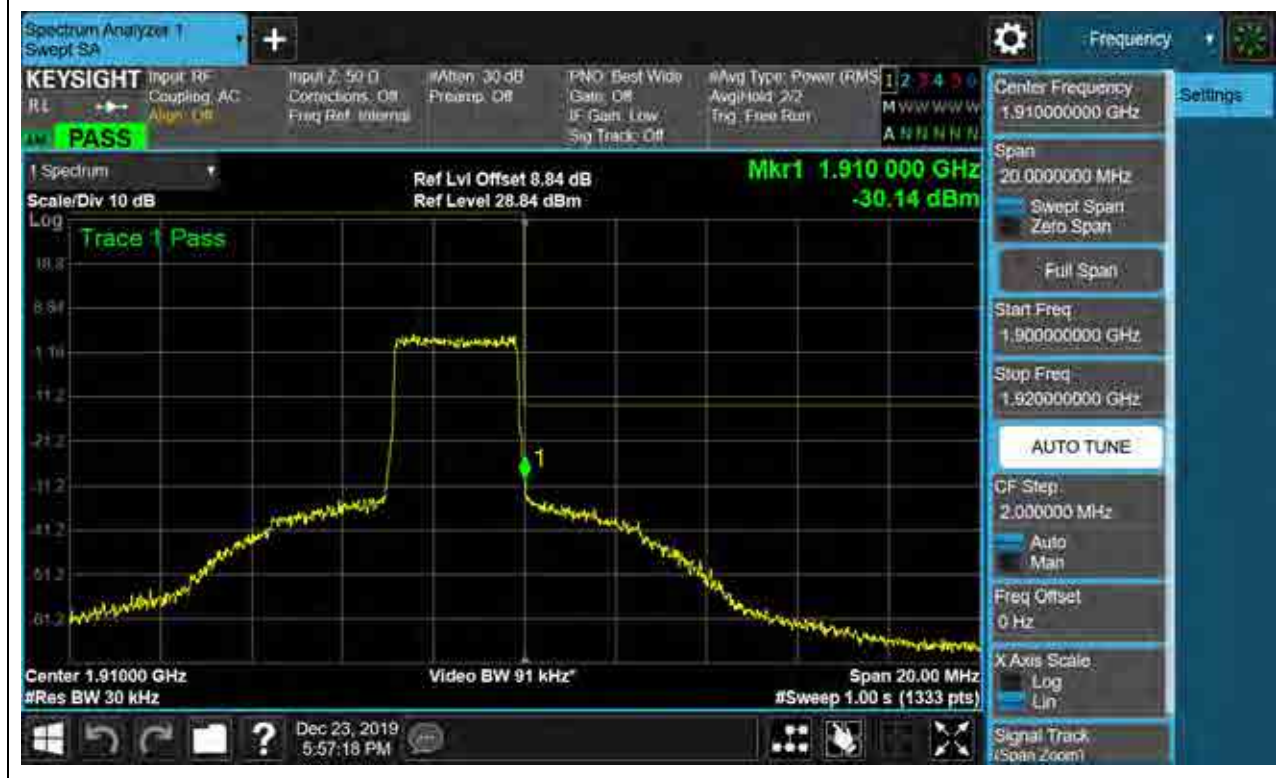 Spectrum Analyzer 1
Swept SA
Frequency
KEYSIGHT
Input: RF
Coupling: AC
Align: Off
Input Z: 50 Ω
Corrections: Off
Freq Ref: Internal
#Atten: 30 dB
Preamp: Off
PNO: Best Wide
Gate: Off
IF Gain: Low
Sig Track: Off
#Avg Type: Power (RMS
Avg|Hold: 2/2
Trig: Free Run
1 2 3 4 5 6
M W W W W W
A N N N N N
RL
PASS
1 Spectrum
Scale/Div 10 dB
Ref Lvl Offset 8.84 dB
Ref Level 28.84 dBm
Mkr1 1.910 000 GHz
-30.14 dBm
Log
Trace 1 Pass
18.8
8.84
-1.16
-11.2
-21.2
-31.2
-41.2
-51.2
-61.2
1
Center 1.91000 GHz
#Res BW 30 kHz
Video BW 91 kHz*
Span 20.00 MHz
#Sweep 1.00 s (1333 pts)
Center Frequency
1.910000000 GHz
Settings
Span
20.0000000 MHz
Swept Span
Zero Span
Full Span
Start Freq
1.900000000 GHz
Stop Freq
1.920000000 GHz
AUTO TUNE
CF Step
2.000000 MHz
Auto
Man
Freq Offset
0 Hz
X Axis Scale
Log
Lin
Signal Track
(Span Zoom)
?
Dec 23, 2019
5:57:18 PM